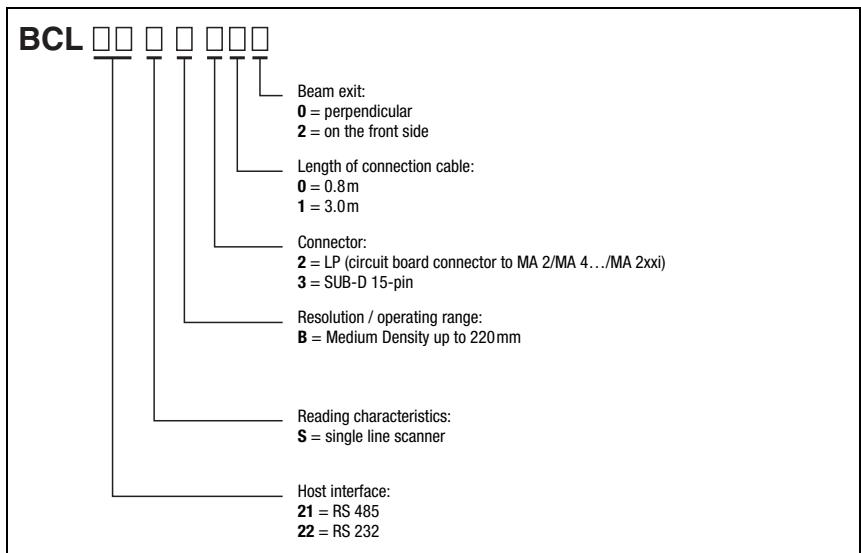 BCL □□ □ □ □□□
Beam exit:
0 = perpendicular
2 = on the front side
Length of connection cable:
0 = 0.8m
1 = 3.0m
Connector:
2 = LP (circuit board connector to MA 2/MA 4…/MA 2xxi)
3 = SUB-D 15-pin
Resolution / operating range:
B = Medium Density up to 220mm
Reading characteristics:
S = single line scanner
Host interface:
21 = RS 485
22 = RS 232